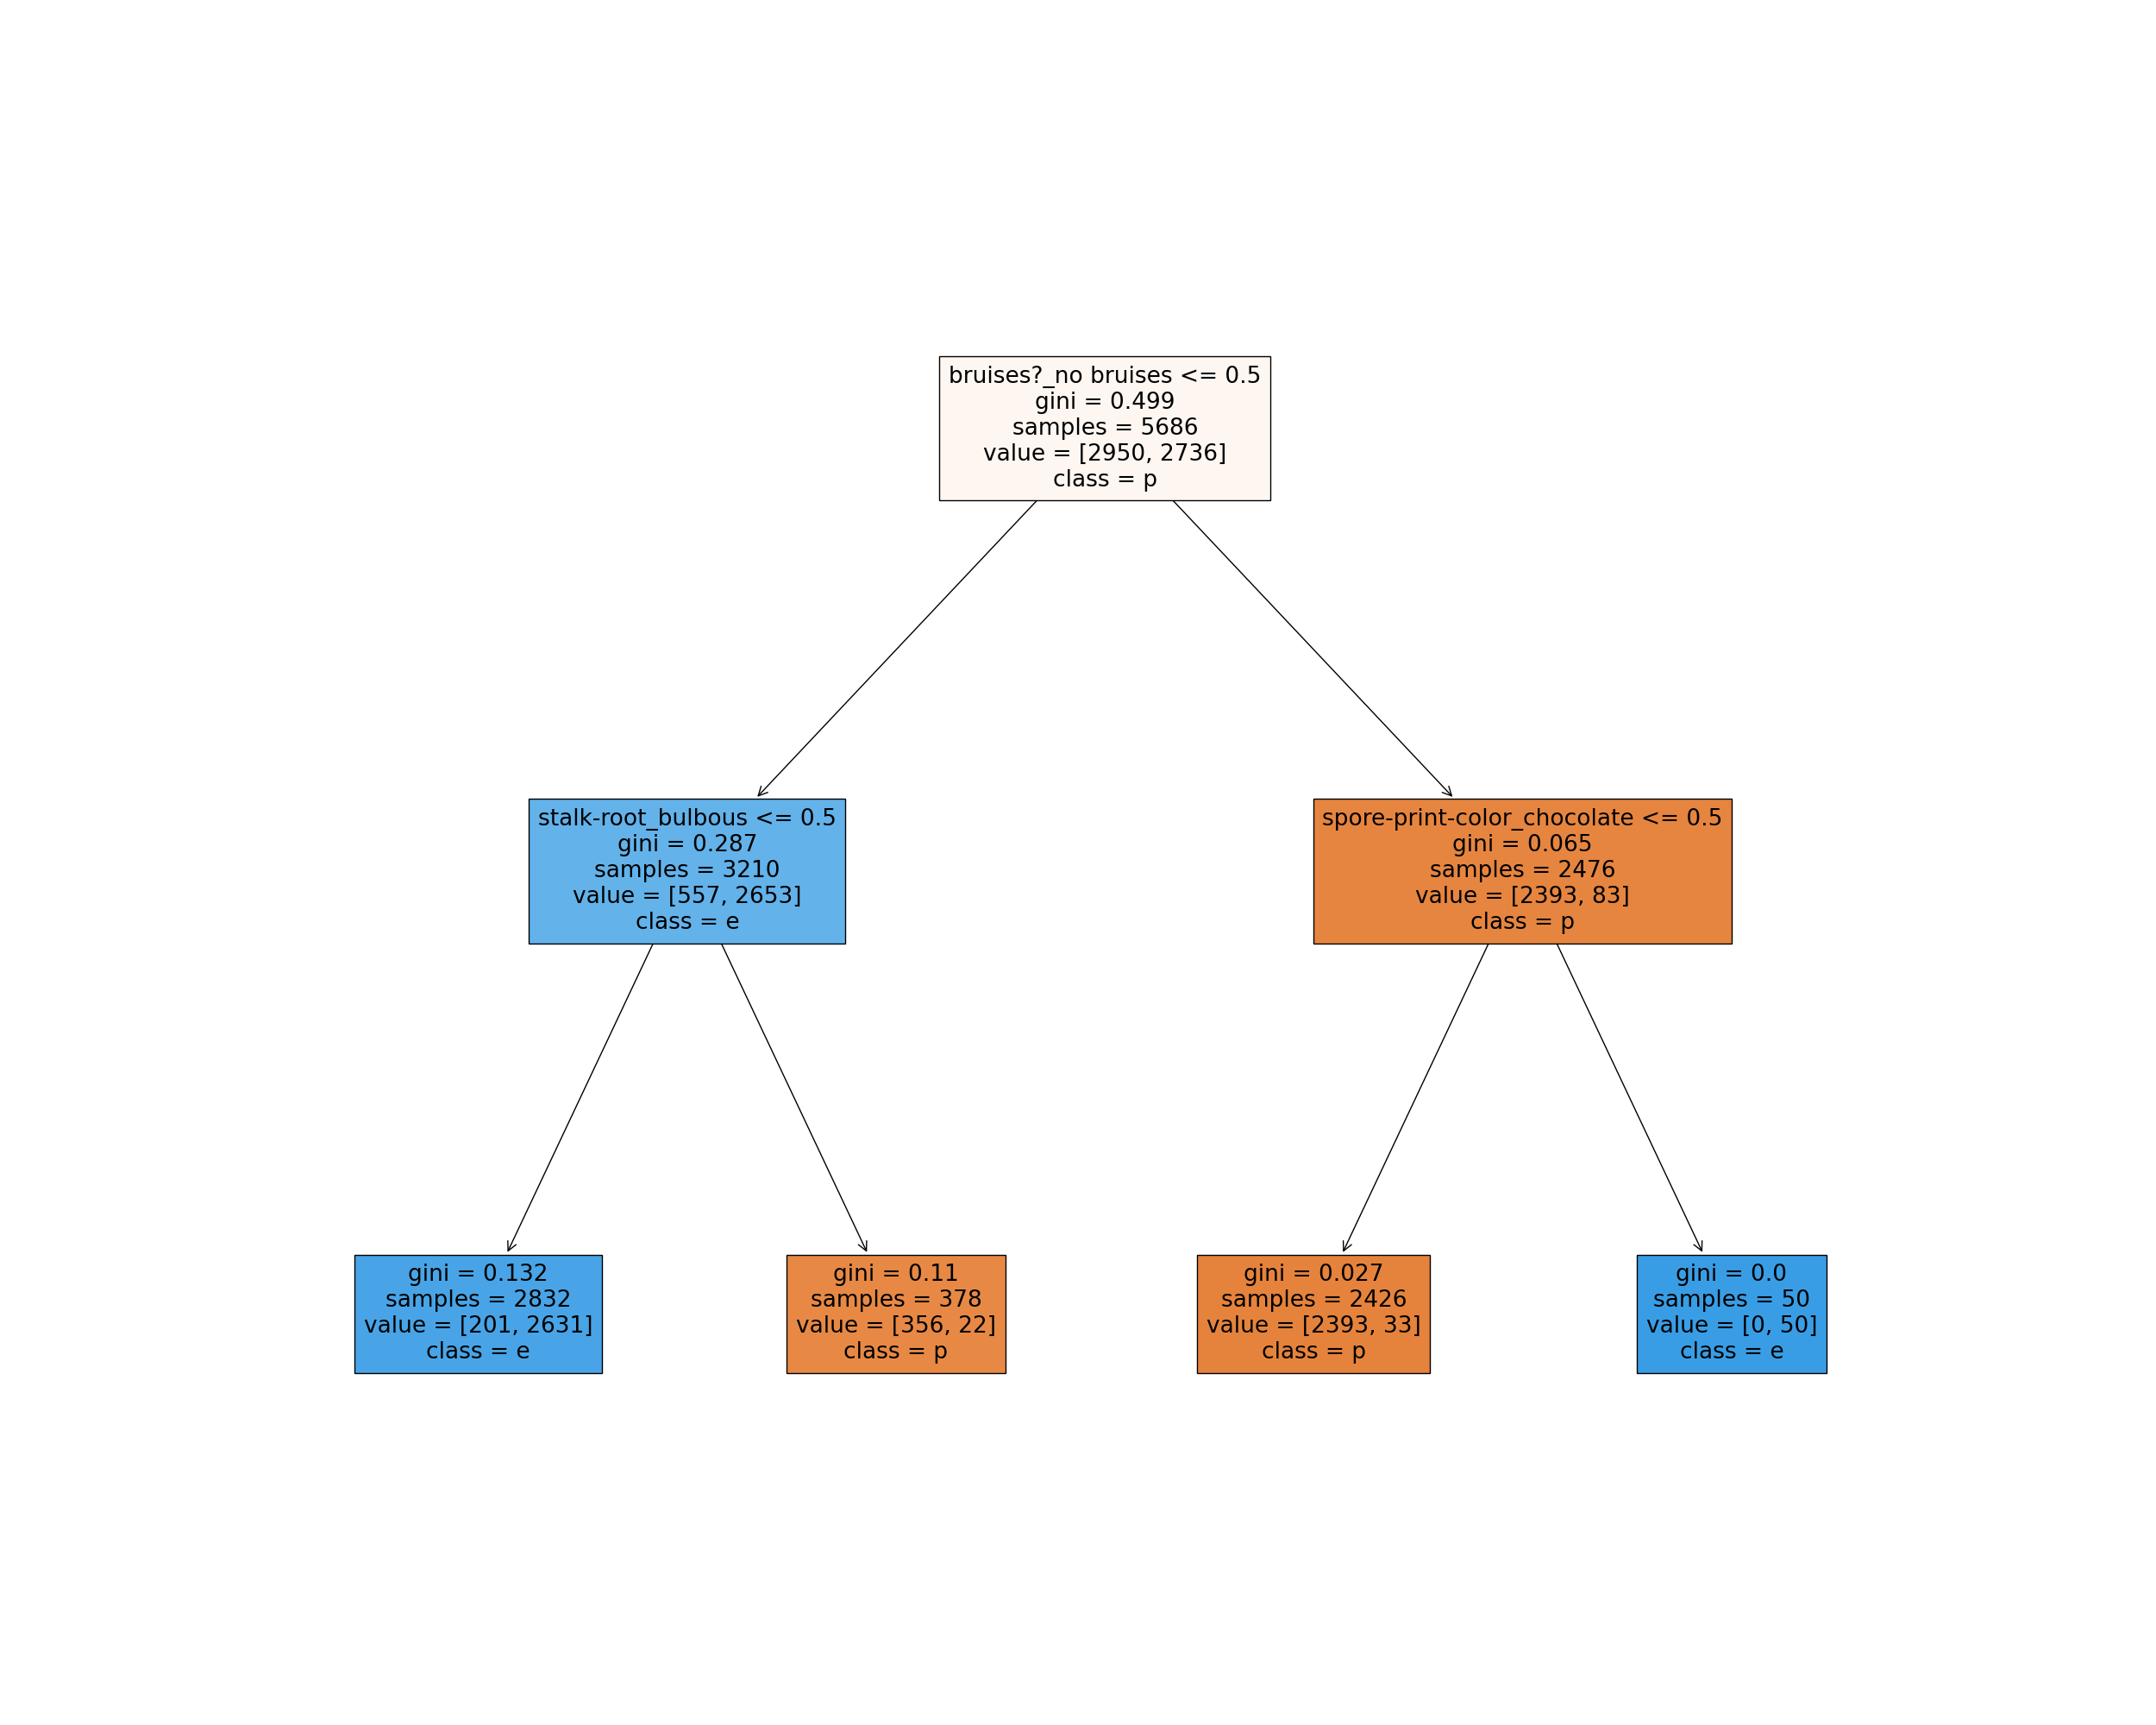 bruises?_no bruises <= 0.5
gini = 0.499
samples = 5686
value = [2950, 2736]
class = p
stalk-root_bulbous <= 0.5
gini = 0.287
samples = 3210
value = [557, 2653]
class = e
spore-print-color_chocolate <= 0.5
gini = 0.065
samples = 2476
value = [2393, 83]
class = p
gini = 0.132
samples = 2832
value = [201, 2631]
class = e
gini = 0.11
samples = 378
value = [356, 22]
class = p
gini = 0.027
samples = 2426
value = [2393, 33]
class = p
gini = 0.0
samples = 50
value = [0, 50]
class = e